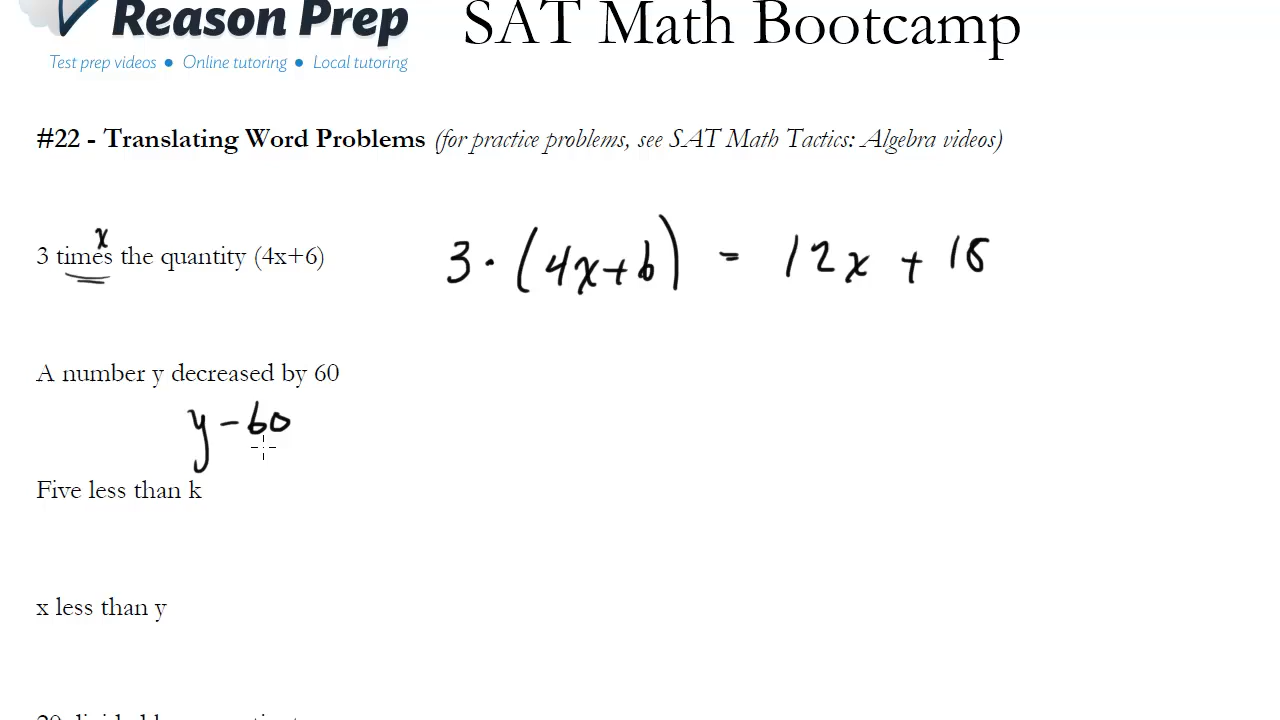 Reason Prep
SAT Math Bootcamp
Test prep videos ● Online tutoring ● Local tutoring
#22 - Translating Word Problems (for practice problems, see SAT Math Tactics: Algebra videos)
x
3 times the quantity (4x+6)
3 · (4x+6) = 12x + 18
A number y decreased by 60
y - 60
Five less than k
x less than y